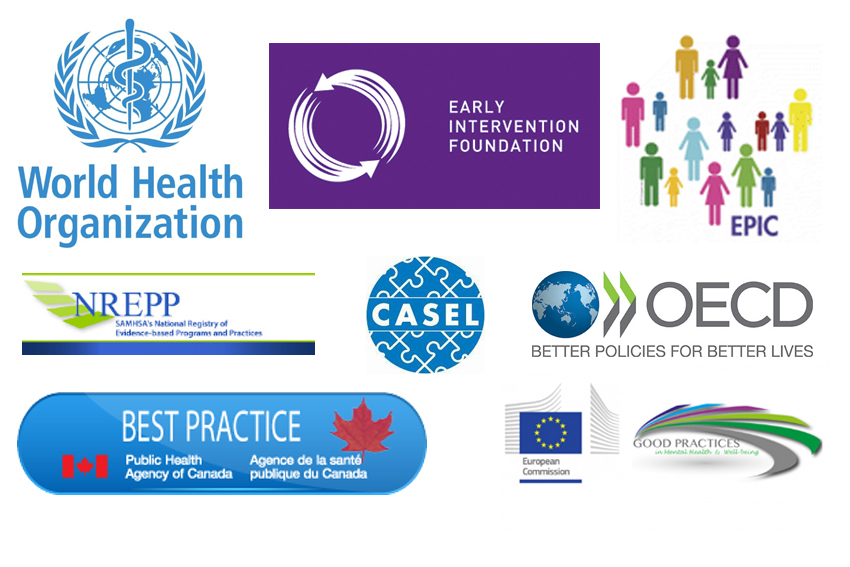 World Health
Organization
EARLY
INTERVENTION
FOUNDATION
EPIC
NREPP
SAMHSA's National Registry of
Evidence-based Programs and Practices
CASEL
OECD
BETTER POLICIES FOR BETTER LIVES
BEST PRACTICE
Public Health
Agency of Canada
Agence de la santé
publique du Canada
European
Commission
GOOD PRACTICES
in Mental Health & Well-being